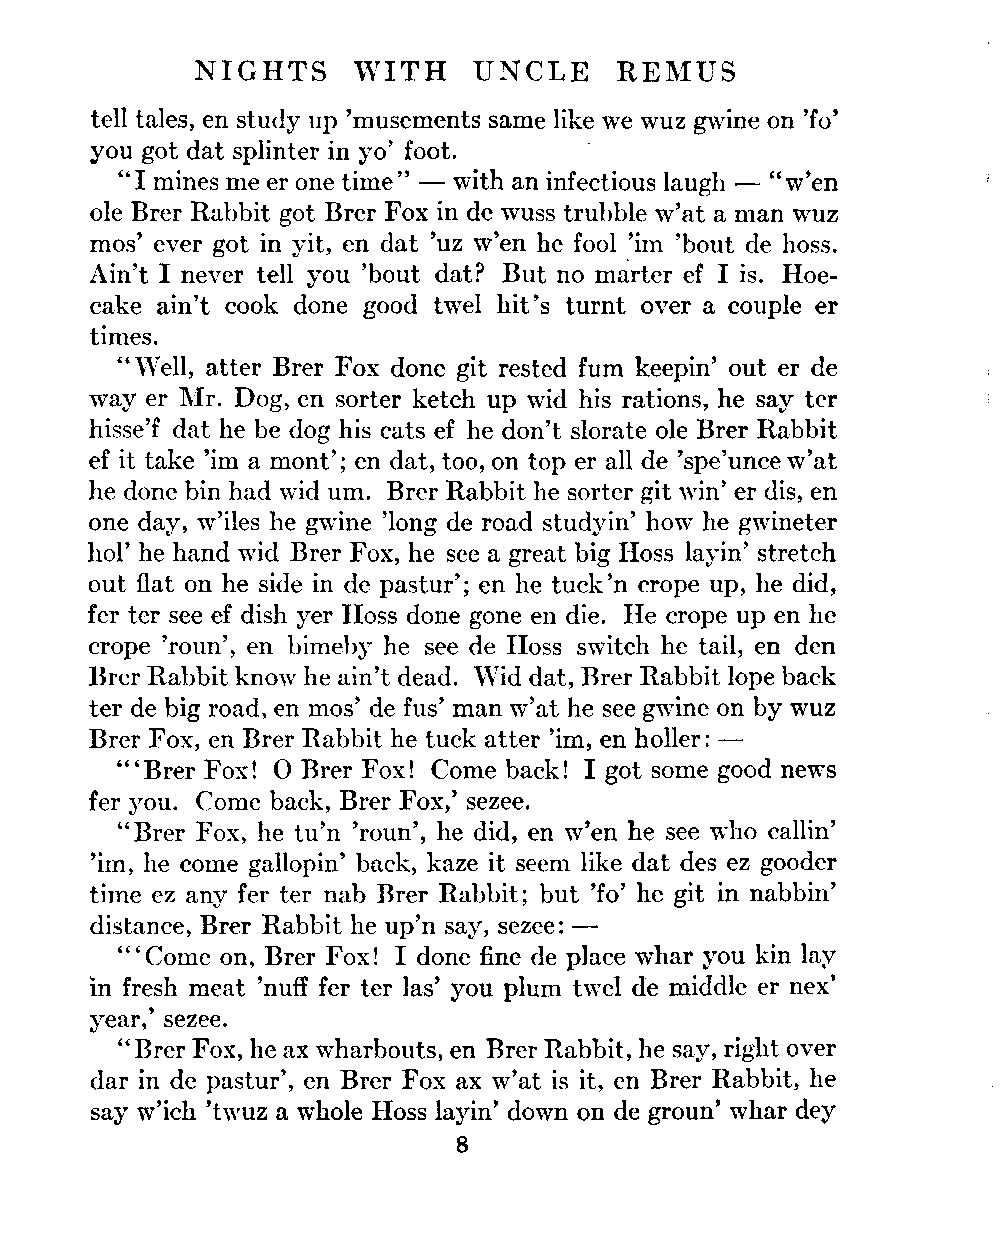 NIGHTS WITH UNCLE REMUS
tell tales, en study up ’musements same like we wuz gwine on ’fo’
you got dat splinter in yo’ foot.
“I mines me er one time” — with an infectious laugh — “w’en
ole Brer Rabbit got Brer Fox in de wuss trubble w’at a man wuz
mos’ ever got in yit, en dat ’uz w’en he fool ’im ’bout de hoss.
Ain’t I never tell you ’bout dat? But no marter ef I is. Hoe-
cake ain’t cook done good twel hit’s turnt over a couple er
times.
“Well, atter Brer Fox done git rested fum keepin’ out er de
way er Mr. Dog, en sorter ketch up wid his rations, he say ter
hisse’f dat he be dog his cats ef he don’t slorate ole Brer Rabbit
ef it take ’im a mont’; en dat, too, on top er all de ’spe’unce w’at
he done bin had wid um. Brer Rabbit he sorter git win’ er dis, en
one day, w’iles he gwine ’long de road studyin’ how he gwineter
hol’ he hand wid Brer Fox, he see a great big Hoss layin’ stretch
out flat on he side in de pastur’; en he tuck’n crope up, he did,
fer ter see ef dish yer Hoss done gone en die. He crope up en he
crope ’roun’, en bimeby he see de Hoss switch he tail, en den
Brer Rabbit know he ain’t dead. Wid dat, Brer Rabbit lope back
ter de big road, en mos’ de fus’ man w’at he see gwine on by wuz
Brer Fox, en Brer Rabbit he tuck atter ’im, en holler: —
“‘Brer Fox! O Brer Fox! Come back! I got some good news
fer you. Come back, Brer Fox,’ sezee.
“Brer Fox, he tu’n ’roun’, he did, en w’en he see who callin’
’im, he come gallopin’ back, kaze it seem like dat des ez gooder
time ez any fer ter nab Brer Rabbit; but ’fo’ he git in nabbin’
distance, Brer Rabbit he up’n say, sezee: —
“‘Come on, Brer Fox! I done fine de place whar you kin lay
in fresh meat ’nuff fer ter las’ you plum twel de middle er nex’
year,’ sezee.
“Brer Fox, he ax wharbouts, en Brer Rabbit, he say, right over
dar in de pastur’, en Brer Fox ax w’at is it, en Brer Rabbit, he
say w’ich ’twuz a whole Hoss layin’ down on de groun’ whar dey
8